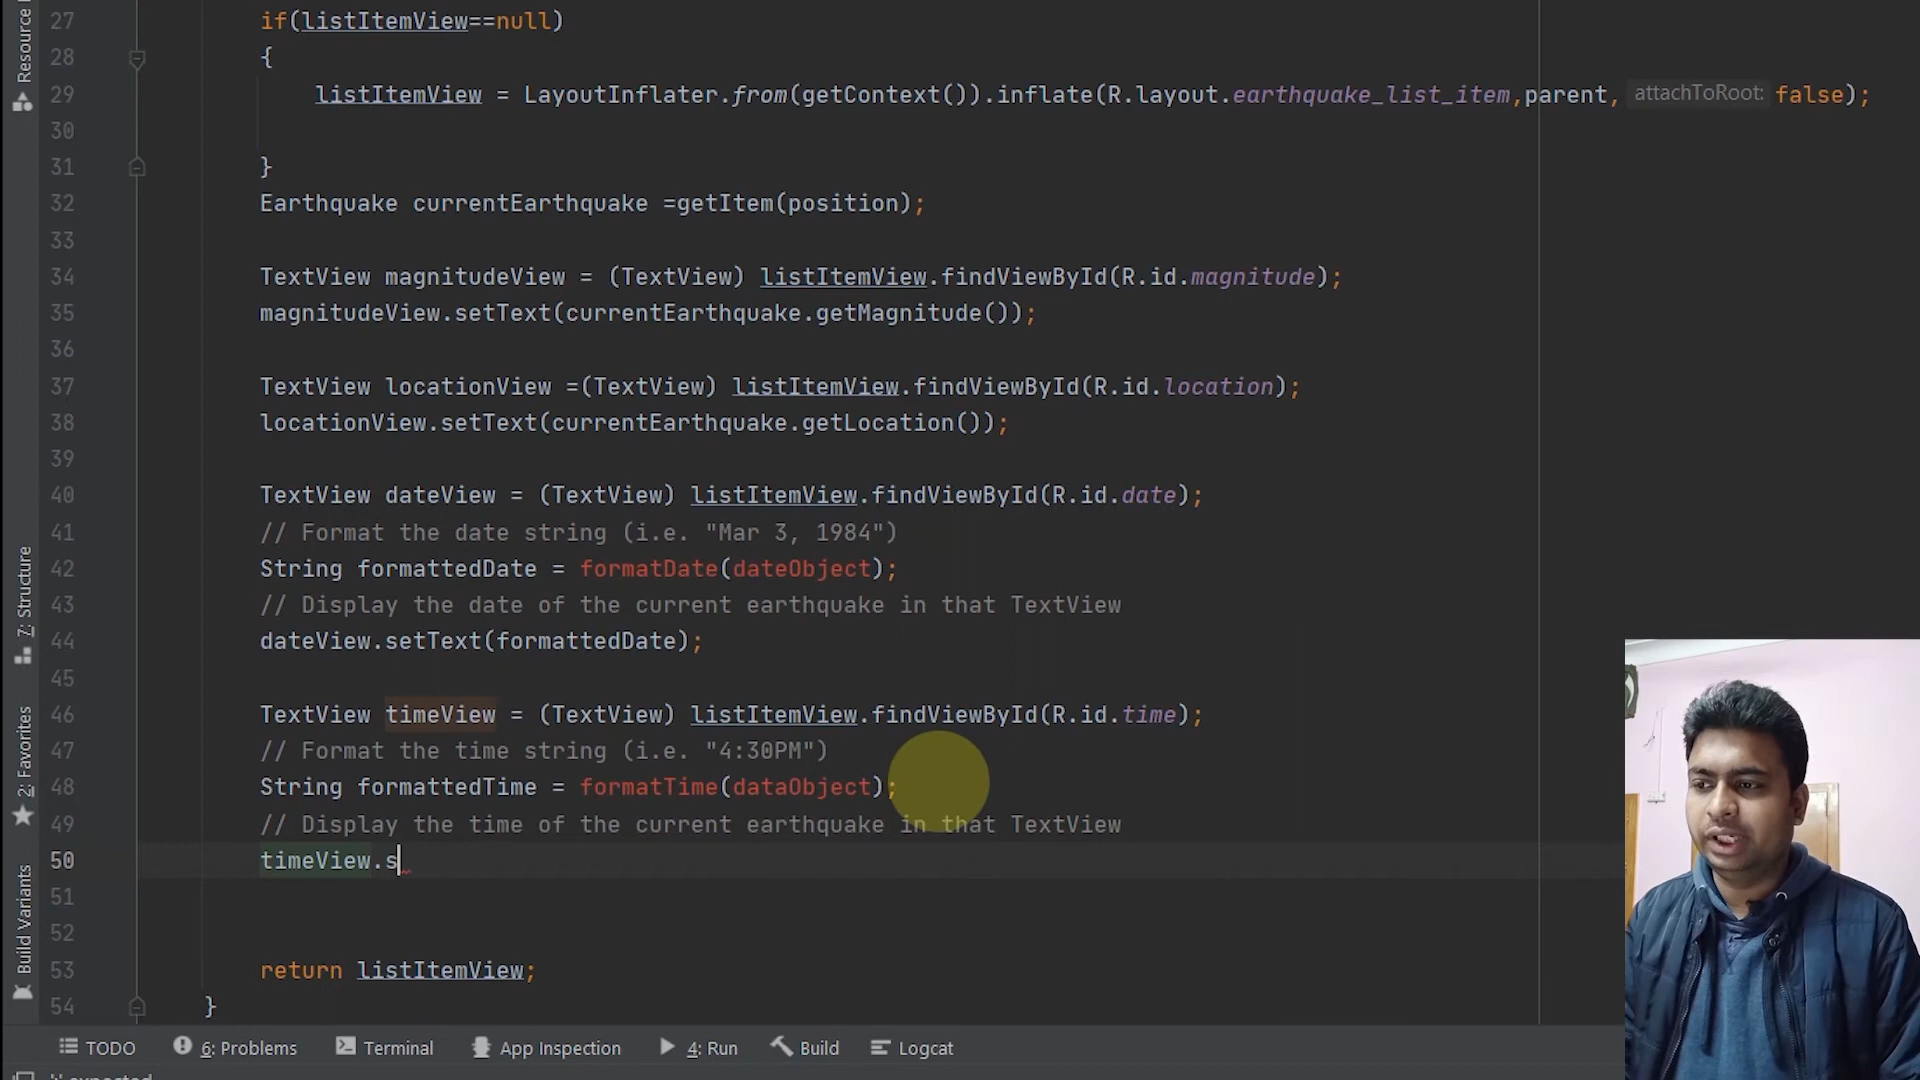 Resource
7: Structure
2: Favorites
Build Variants
27 if(listItemView==null)
28 {
29 listItemView = LayoutInflater.from(getContext()).inflate(R.layout.earthquake_list_item,parent, attachToRoot: false);
30
31 }
32 Earthquake currentEarthquake =getItem(position);
33
34 TextView magnitudeView = (TextView) listItemView.findViewById(R.id.magnitude);
35 magnitudeView.setText(currentEarthquake.getMagnitude());
36
37 TextView locationView =(TextView) listItemView.findViewById(R.id.location);
38 locationView.setText(currentEarthquake.getLocation());
39
40 TextView dateView = (TextView) listItemView.findViewById(R.id.date);
41 // Format the date string (i.e. "Mar 3, 1984")
42 String formattedDate = formatDate(dateObject);
43 // Display the date of the current earthquake in that TextView
44 dateView.setText(formattedDate);
45
46 TextView timeView = (TextView) listItemView.findViewById(R.id.time);
47 // Format the time string (i.e. "4:30PM")
48 String formattedTime = formatTime(dataObject);
49 // Display the time of the current earthquake in that TextView
50 timeView.s
51
52
53 return listItemView;
54 }
TODO 6: Problems Terminal App Inspection 4: Run Build Logcat